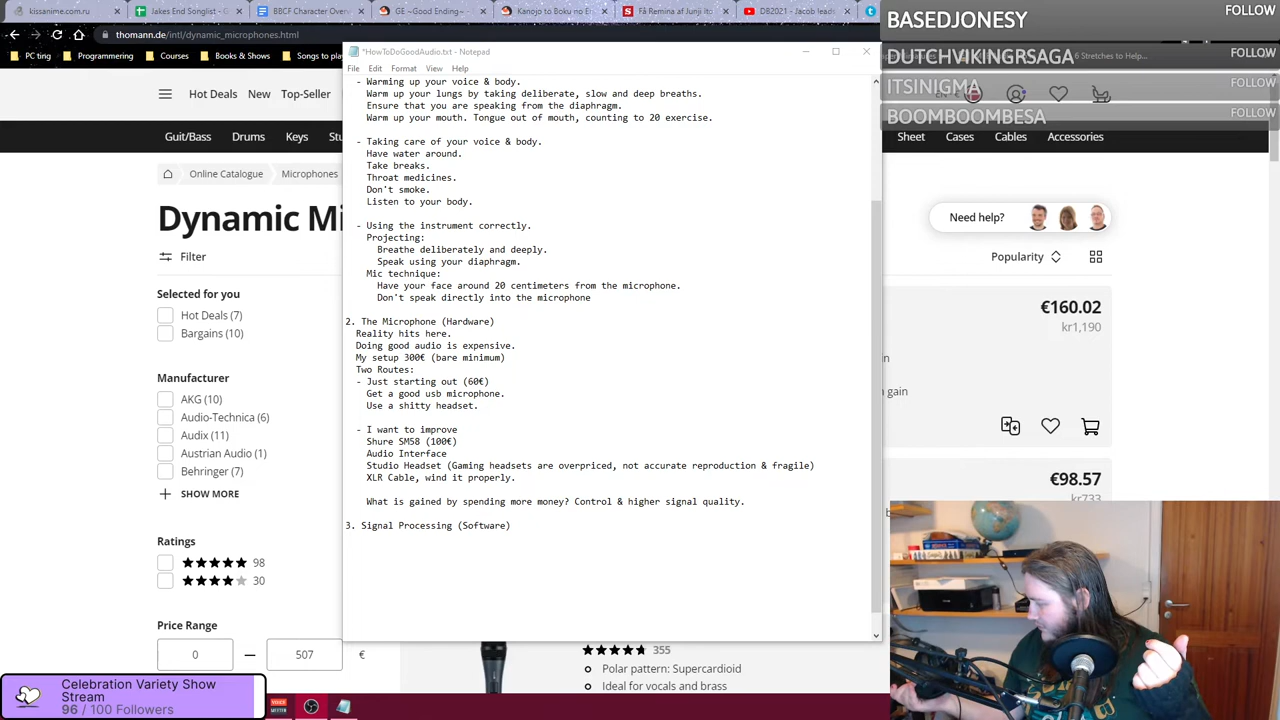 kissanime.com.ru
Jakes End Songlist -
BBCF Character Overv
GE ~Good Ending~
Kanojo to Boku no Er
Få Remina af Junji Ito
DB2021 - Jacob leads
BASEDJONESY
FOLLOW
thomann.de/intl/dynamic_microphones.html
PC ting
Programmering
Courses
Books & Shows
Songs to pla
DUTCHVIKINGRSAGA
6 Stretches to Help...
FOLLOW
*HowToDoGoodAudio.txt - Notepad
File Edit Format View Help
Hot Deals
New
Top-Seller
ITSINIGMA
FOLLOW
BOOMBOOMBESA
FOLLOW
Guit/Bass
Drums
Keys
Stu
Sheet
Cases
Cables
Accessories
Online Catalogue
Microphones
Dynamic Mi
Filter
Need help?
Popularity
Selected for you
Hot Deals (7)
Bargains (10)
Manufacturer
AKG (10)
Audio-Technica (6)
Audix (11)
Austrian Audio (1)
Behringer (7)
SHOW MORE
Ratings
98
30
Price Range
0 — 507 €
- Warming up your voice & body.
Warm up your lungs by taking deliberate, slow and deep breaths.
Ensure that you are speaking from the diaphragm.
Warm up your mouth. Tongue out of mouth, counting to 20 exercise.
- Taking care of your voice & body.
Have water around.
Take breaks.
Throat medicines.
Don't smoke.
Listen to your body.
- Using the instrument correctly.
Projecting:
Breathe deliberately and deeply.
Speak using your diaphragm.
Mic technique:
Have your face around 20 centimeters from the microphone.
Don't speak directly into the microphone
2. The Microphone (Hardware)
Reality hits here.
Doing good audio is expensive.
My setup 300€ (bare minimum)
Two Routes:
- Just starting out (60€)
Get a good usb microphone.
Use a shitty headset.
- I want to improve
Shure SM58 (100€)
Audio Interface
Studio Headset (Gaming headsets are overpriced, not accurate reproduction & fragile)
XLR Cable, wind it properly.
What is gained by spending more money? Control & higher signal quality.
3. Signal Processing (Software)
€160.02
kr1,190
in
n gain
€98.57
kr733
355
Polar pattern: Supercardioid
Ideal for vocals and brass
Celebration Variety Show
Stream
96 / 100 Followers